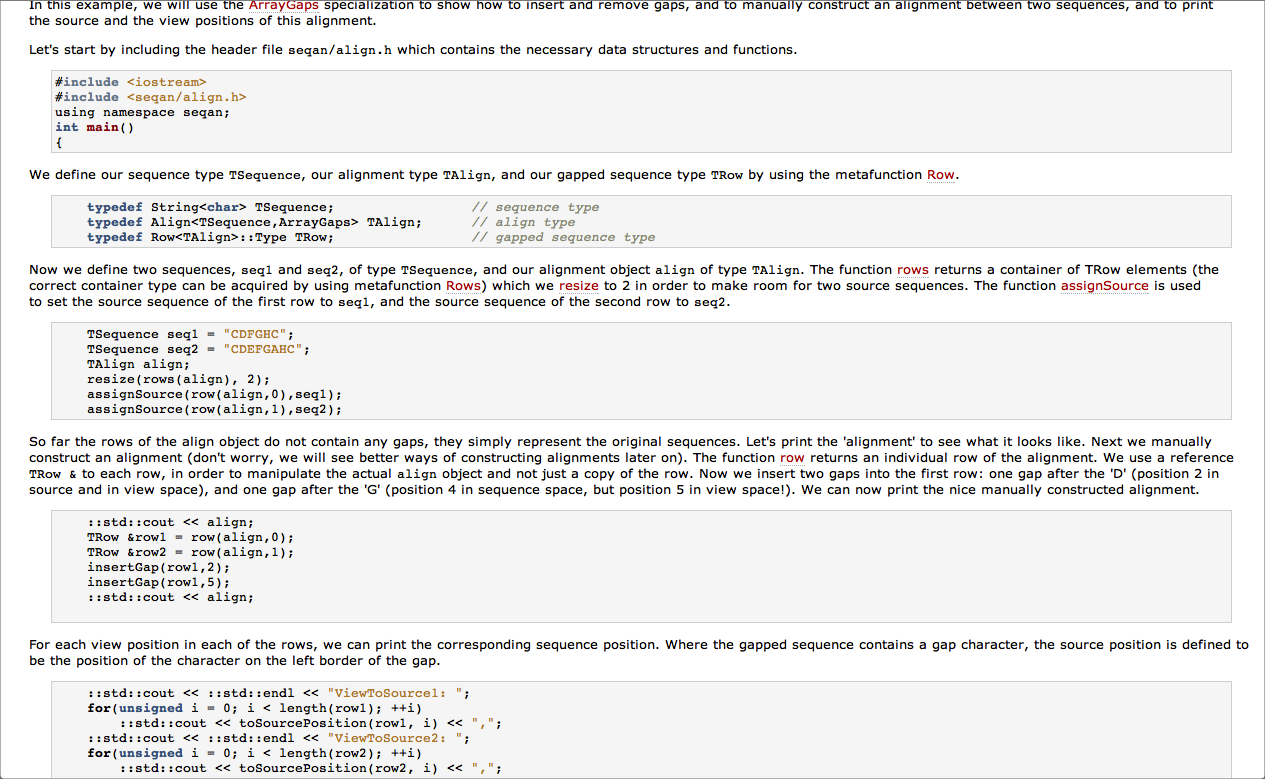 In this example, we will use the ArrayGaps specialization to show how to insert and remove gaps, and to manually construct an alignment between two sequences, and to print
the source and the view positions of this alignment.
Let's start by including the header file seqan/align.h which contains the necessary data structures and functions.
#include <iostream>
#include <seqan/align.h>
using namespace seqan;
int main()
{
We define our sequence type TSequence, our alignment type TAlign, and our gapped sequence type TRow by using the metafunction Row.
typedef String<char> TSequence; // sequence type
typedef Align<TSequence,ArrayGaps> TAlign; // align type
typedef Row<TAlign>::Type TRow; // gapped sequence type
Now we define two sequences, seq1 and seq2, of type TSequence, and our alignment object align of type TAlign. The function rows returns a container of TRow elements (the
correct container type can be acquired by using metafunction Rows) which we resize to 2 in order to make room for two source sequences. The function assignSource is used
to set the source sequence of the first row to seq1, and the source sequence of the second row to seq2.
TSequence seq1 = "CDFGHC";
TSequence seq2 = "CDEFGAHC";
TAlign align;
resize(rows(align), 2);
assignSource(row(align,0),seq1);
assignSource(row(align,1),seq2);
So far the rows of the align object do not contain any gaps, they simply represent the original sequences. Let's print the 'alignment' to see what it looks like. Next we manually
construct an alignment (don't worry, we will see better ways of constructing alignments later on). The function row returns an individual row of the alignment. We use a reference
TRow & to each row, in order to manipulate the actual align object and not just a copy of the row. Now we insert two gaps into the first row: one gap after the 'D' (position 2 in
source and in view space), and one gap after the 'G' (position 4 in sequence space, but position 5 in view space!). We can now print the nice manually constructed alignment.
::std::cout << align;
TRow &row1 = row(align,0);
TRow &row2 = row(align,1);
insertGap(row1,2);
insertGap(row1,5);
::std::cout << align;
For each view position in each of the rows, we can print the corresponding sequence position. Where the gapped sequence contains a gap character, the source position is defined to
be the position of the character on the left border of the gap.
::std::cout << ::std::endl << "ViewToSource1: ";
for(unsigned i = 0; i < length(row1); ++i)
::std::cout << toSourcePosition(row1, i) << ",";
::std::cout << ::std::endl << "ViewToSource2: ";
for(unsigned i = 0; i < length(row2); ++i)
::std::cout << toSourcePosition(row2, i) << ",";